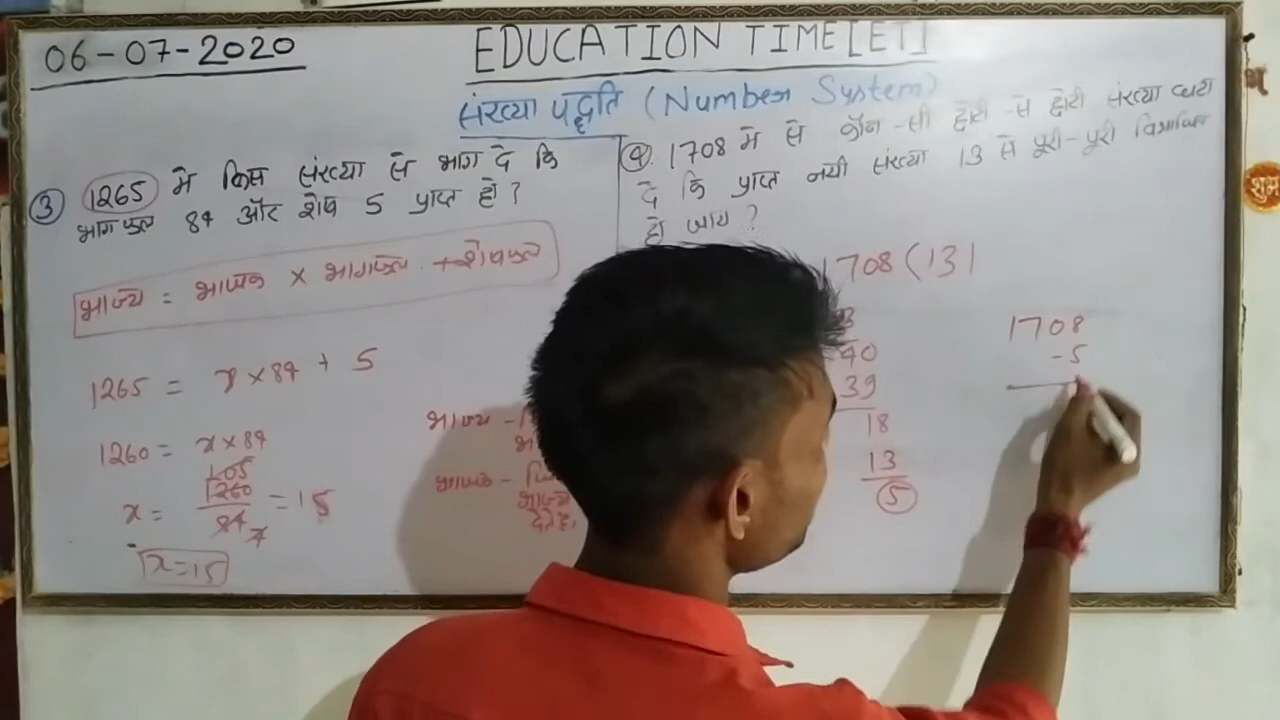 06-07-2020
EDUCATION TIME [ET]
संख्या पद्धति (Number System)
③ 1265 में किस संख्या से भाग दे कि
भागफल 84 और शेष 5 प्राप्त हो ?
भाज्य = भाजक × भागफल + शेषफल
1265 = x × 84 + 5
1260 = x × 84
105
x = 1260 / 84 = 15
7
x = 15
भाज्य -
भाजक -
भाज्य
देते है।
④. 1708 में से कौन-सी छोटी-से छोटी संख्या घटा
दे कि प्राप्त नयी संख्या 13 से पूरी-पूरी विभाजित
हो जाय ?
1708 ( 131
3
40
39
18
13
5
1708
-5
शुभ